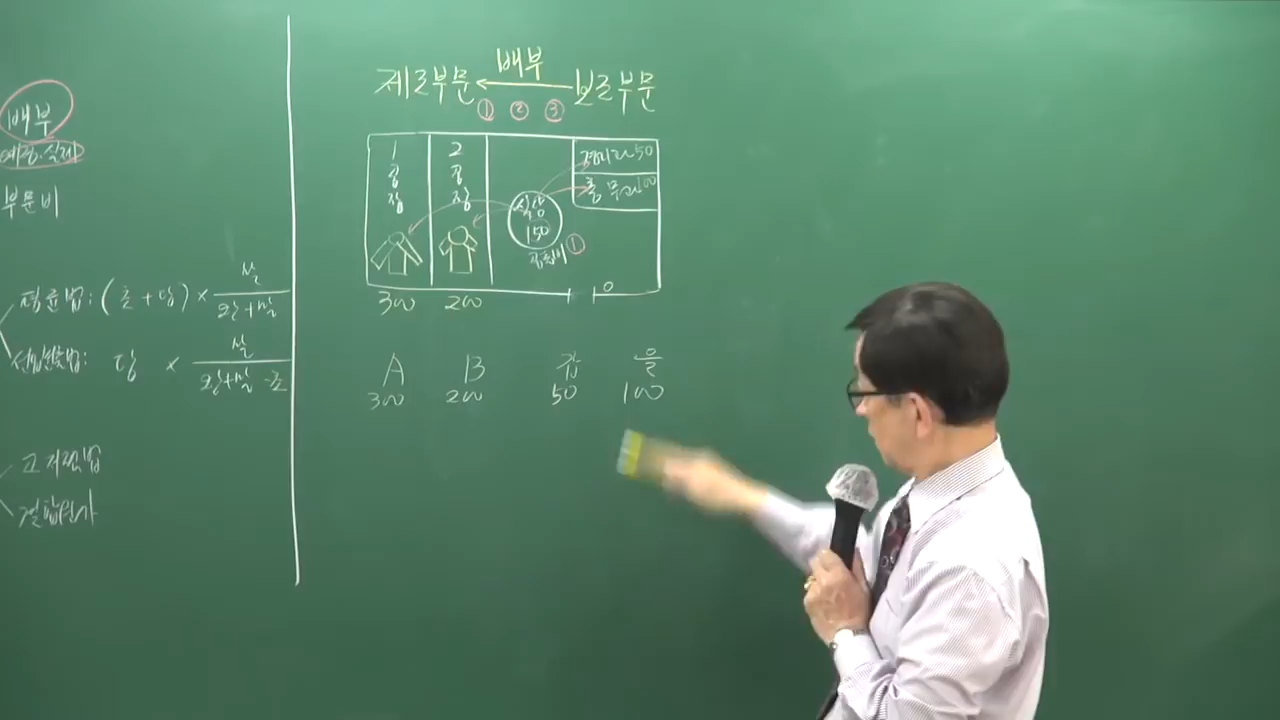 배부
예정·실제
부문비
평균법: (초+당) × 실 / 완+말
선입선출법: 당 × 실 / 완+말-초
고저점법
결합원가
배부
제조부문 ← 보조부문
① ② ③
1공장
2공장
식당
150
①
경리과 50
총무과 100
300 200
A B 갑 을
300 200 50 100